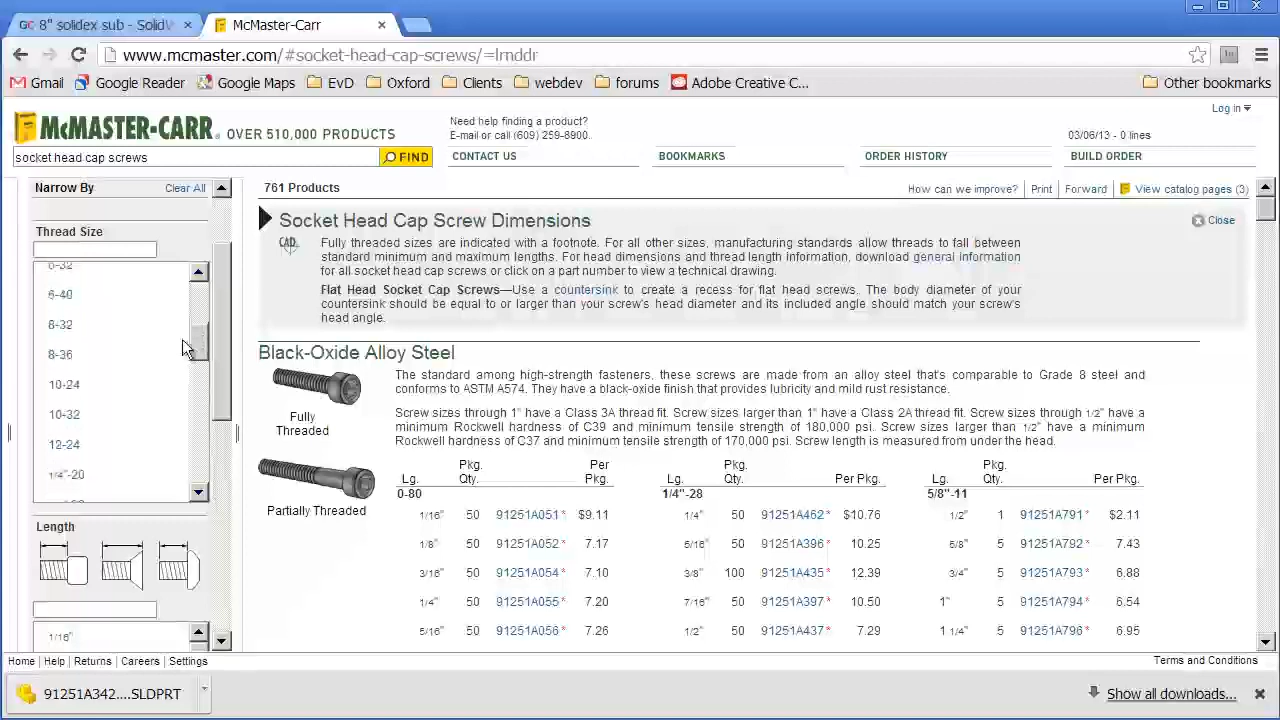 8" solidex sub - SolidW
McMaster-Carr
www.mcmaster.com/#socket-head-cap-screws/=lrnddr
Gmail Google Reader Google Maps EvD Oxford Clients webdev forums Adobe Creative C... Other bookmarks
Log in
McMASTER-CARR OVER 510,000 PRODUCTS
Need help finding a product?
E-mail or call (609) 259-8900.
03/06/13 - 0 lines
socket head cap screws FIND
CONTACT US BOOKMARKS ORDER HISTORY BUILD ORDER
Narrow By Clear All
761 Products How can we improve? Print Forward View catalog pages (3)
Thread Size
6-32
6-40
8-32
8-36
10-24
10-32
12-24
1/4"-20
Length
1/16"
Socket Head Cap Screw Dimensions Close
CAD
Fully threaded sizes are indicated with a footnote. For all other sizes, manufacturing standards allow threads to fall between
standard minimum and maximum lengths. For head dimensions and thread length information, download general information
for all socket head cap screws or click on a part number to view a technical drawing.
Flat Head Socket Cap Screws—Use a countersink to create a recess for flat head screws. The body diameter of your
countersink should be equal to or larger than your screw's head diameter and its included angle should match your screw's
head angle.
Black-Oxide Alloy Steel
Fully
Threaded
Partially Threaded
The standard among high-strength fasteners, these screws are made from an alloy steel that's comparable to Grade 8 steel and
conforms to ASTM A574. They have a black-oxide finish that provides lubricity and mild rust resistance.
Screw sizes through 1" have a Class 3A thread fit. Screw sizes larger than 1" have a Class 2A thread fit. Screw sizes through 1/2" have a
minimum Rockwell hardness of C39 and minimum tensile strength of 180,000 psi. Screw sizes larger than 1/2" have a minimum
Rockwell hardness of C37 and minimum tensile strength of 170,000 psi. Screw length is measured from under the head.
Pkg. Per Pkg. Pkg.
Lg. Qty. Pkg. Lg. Qty. Per Pkg. Lg. Qty. Per Pkg.
0-80 1/4"-28 5/8"-11
1/16" 50 91251A051* $9.11 1/4" 50 91251A462* $10.76 1/2" 1 91251A791* $2.11
1/8" 50 91251A052* 7.17 5/16" 50 91251A396* 10.25 5/8" 5 91251A792* 7.43
3/16" 50 91251A054* 7.10 3/8" 100 91251A435* 12.39 3/4" 5 91251A793* 6.88
1/4" 50 91251A055* 7.20 7/16" 50 91251A397* 10.50 1" 5 91251A794* 6.54
5/16" 50 91251A056* 7.26 1/2" 50 91251A437* 7.29 1 1/4" 5 91251A796* 6.95
Home | Help | Returns | Careers | Settings Terms and Conditions
91251A342....SLDPRT Show all downloads...